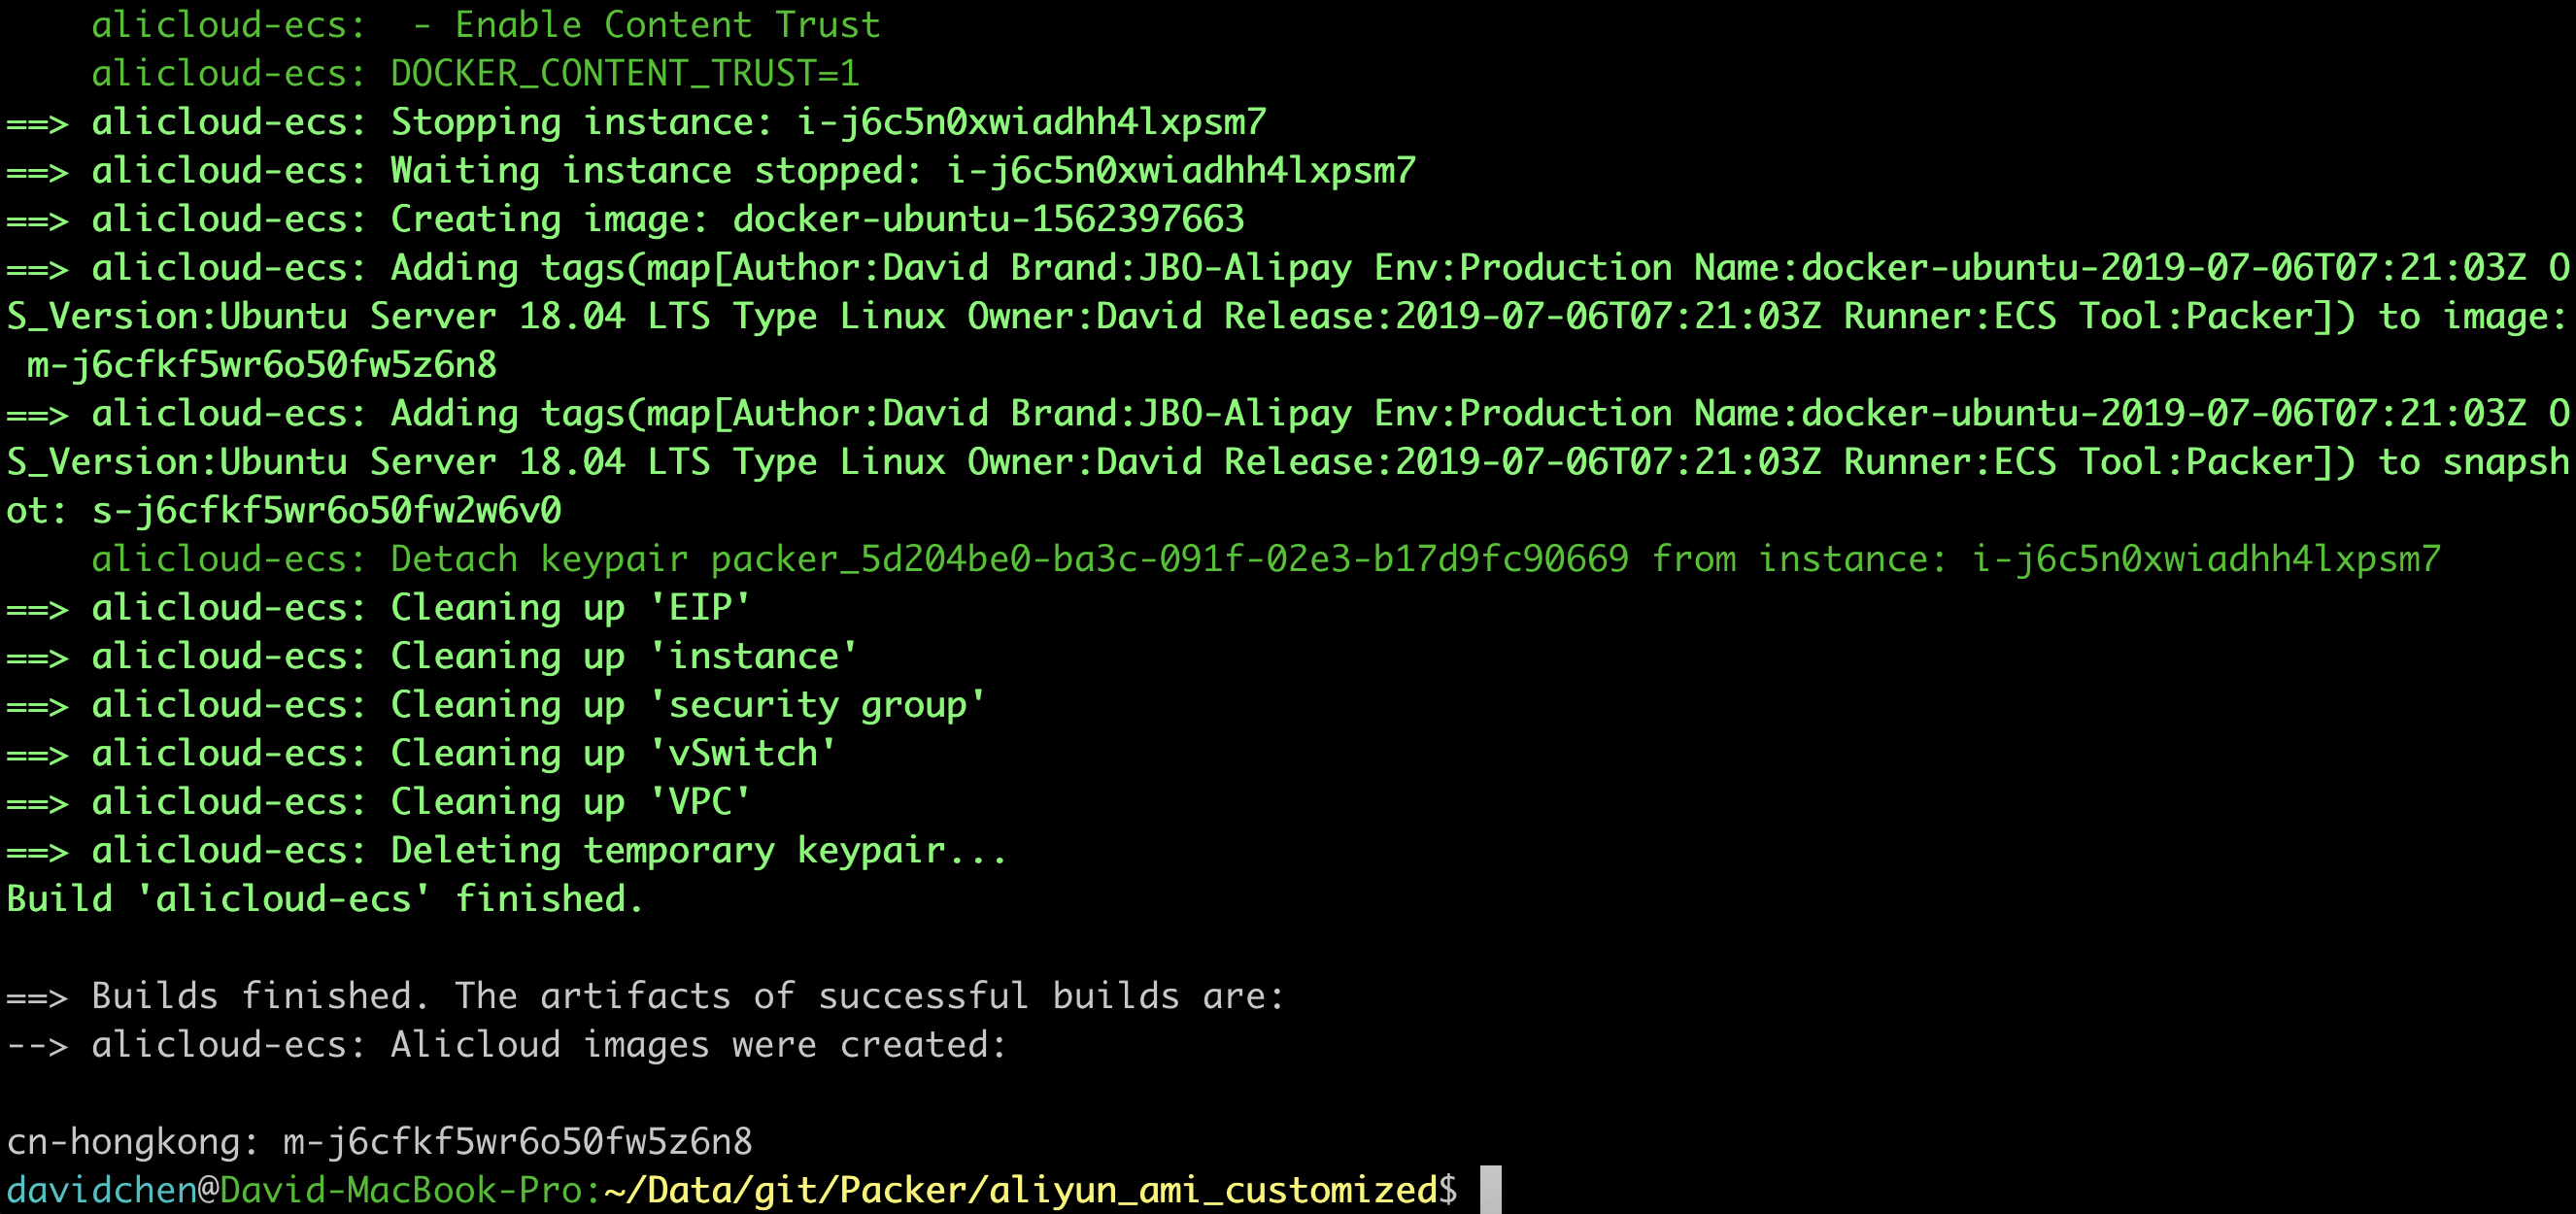 alicloud-ecs:  - Enable Content Trust
alicloud-ecs: DOCKER_CONTENT_TRUST=1
==> alicloud-ecs: Stopping instance: i-j6c5n0xwiadhh4lxpsm7
==> alicloud-ecs: Waiting instance stopped: i-j6c5n0xwiadhh4lxpsm7
==> alicloud-ecs: Creating image: docker-ubuntu-1562397663
==> alicloud-ecs: Adding tags(map[Author:David Brand:JBO-Alipay Env:Production Name:docker-ubuntu-2019-07-06T07:21:03Z O
S_Version:Ubuntu Server 18.04 LTS Type Linux Owner:David Release:2019-07-06T07:21:03Z Runner:ECS Tool:Packer]) to image:
 m-j6cfkf5wr6o50fw5z6n8
==> alicloud-ecs: Adding tags(map[Author:David Brand:JBO-Alipay Env:Production Name:docker-ubuntu-2019-07-06T07:21:03Z O
S_Version:Ubuntu Server 18.04 LTS Type Linux Owner:David Release:2019-07-06T07:21:03Z Runner:ECS Tool:Packer]) to snapsh
ot: s-j6cfkf5wr6o50fw2w6v0
    alicloud-ecs: Detach keypair packer_5d204be0-ba3c-091f-02e3-b17d9fc90669 from instance: i-j6c5n0xwiadhh4lxpsm7
==> alicloud-ecs: Cleaning up 'EIP'
==> alicloud-ecs: Cleaning up 'instance'
==> alicloud-ecs: Cleaning up 'security group'
==> alicloud-ecs: Cleaning up 'vSwitch'
==> alicloud-ecs: Cleaning up 'VPC'
==> alicloud-ecs: Deleting temporary keypair...
Build 'alicloud-ecs' finished.

==> Builds finished. The artifacts of successful builds are:
--> alicloud-ecs: Alicloud images were created:

cn-hongkong: m-j6cfkf5wr6o50fw5z6n8
davidchen@David-MacBook-Pro:~/Data/git/Packer/aliyun_ami_customized$